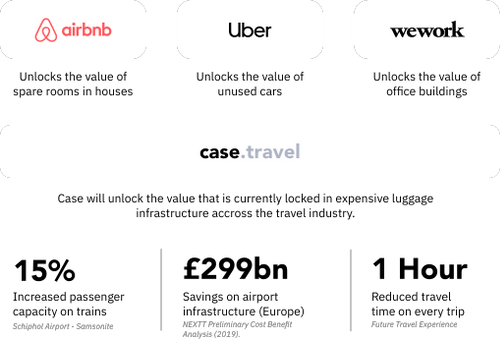 airbnb
Uber
wework
Unlocks the value of
spare rooms in houses
Unlocks the value of
unused cars
Unlocks the value of
office buildings
case.travel
Case will unlock the value that is currently locked in expensive luggage
infrastructure accross the travel industry.
15%
Increased passenger
capacity on trains
Schiphol Airport - Samsonite
£299bn
Savings on airport
infrastructure (Europe)
NEXTT Preliminary Cost Benefit
Analysis (2019).
1 Hour
Reduced travel
time on every trip
Future Travel Experience